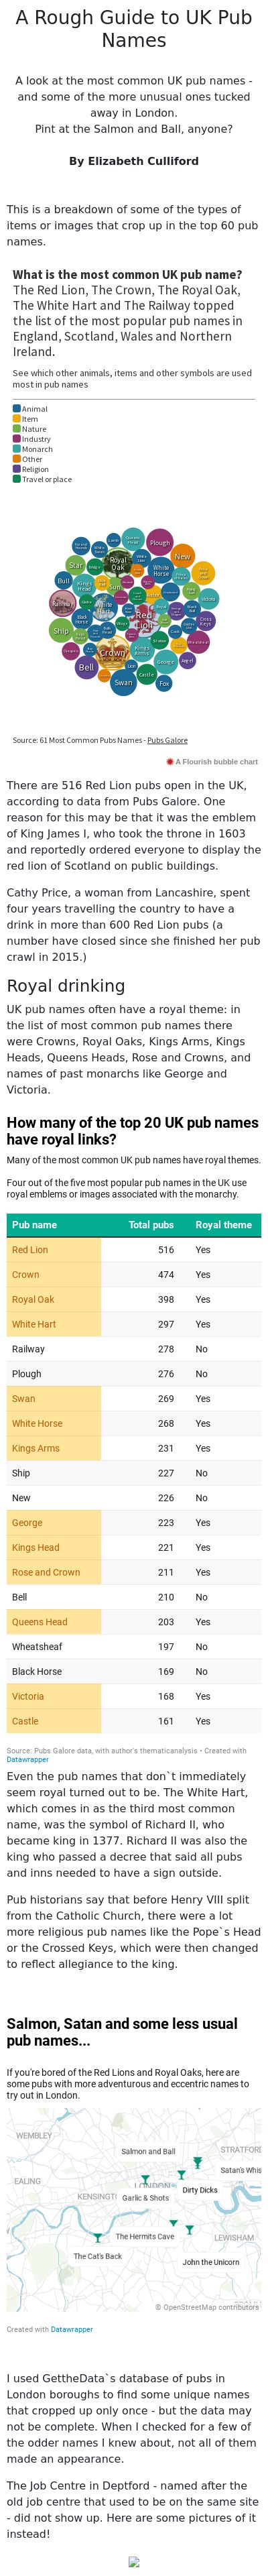 A Rough Guide to UK Pub
Names
A look at the most common UK pub names -
and some of the more unusual ones tucked
away in London.
Pint at the Salmon and Ball, anyone?
By Elizabeth Culliford
This is a breakdown of some of the types of
items or images that crop up in the top 60 pub
names.
What is the most common UK pub name?
The Red Lion, The Crown, The Royal Oak,
The White Hart and The Railway topped
the list of the most popular pub names in
England, Scotland, Wales and Northern
Ireland.
See which other animals, items and other symbols are used
most in pub names
Animal
Item
Nature
Industry
Monarch
Other
Religion
Travel or place
Plough
Royal
Oak
New
Star
White
Horse
Bull
Kings
Head
Sun
Victoria
Railway
White
Hart
Red
Lion
Cross
Keys
Ship
Black
Horse
Crown
Kings
Arms
George
Angel
Bell
Lion
Swan
Castle
Fox
Source: 61 Most Common Pubs Names - Pubs Galore
A Flourish bubble chart
There are 516 Red Lion pubs open in the UK,
according to data from Pubs Galore. One
reason for this may be that it was the emblem
of King James I, who took the throne in 1603
and reportedly ordered everyone to display the
red lion of Scotland on public buildings.
Cathy Price, a woman from Lancashire, spent
four years travelling the country to have a
drink in more than 600 Red Lion pubs (a
number have closed since she finished her pub
crawl in 2015.)
Royal drinking
UK pub names often have a royal theme: in
the list of most common pub names there
were Crowns, Royal Oaks, Kings Arms, Kings
Heads, Queens Heads, Rose and Crowns, and
names of past monarchs like George and
Victoria.
How many of the top 20 UK pub names
have royal links?
Many of the most common UK pub names have royal themes.
Four out of the five most popular pub names in the UK use
royal emblems or images associated with the monarchy.
Pub name Total pubs Royal theme
Red Lion 516 Yes
Crown 474 Yes
Royal Oak 398 Yes
White Hart 297 Yes
Railway 278 No
Plough 276 No
Swan 269 Yes
White Horse 268 Yes
Kings Arms 231 Yes
Ship 227 No
New 226 No
George 223 Yes
Kings Head 221 Yes
Rose and Crown 211 Yes
Bell 210 No
Queens Head 203 Yes
Wheatsheaf 197 No
Black Horse 169 No
Victoria 168 Yes
Castle 161 Yes
Source: Pubs Galore data, with author's thematicanalysis • Created with
Datawrapper
Even the pub names that don`t immediately
seem royal turned out to be. The White Hart,
which comes in as the third most common
name, was the symbol of Richard II, who
became king in 1377. Richard II was also the
king who passed a decree that said all pubs
and inns needed to have a sign outside.
Pub historians say that before Henry VIII split
from the Catholic Church, there were a lot
more religious pub names like the Pope`s Head
or the Crossed Keys, which were then changed
to reflect allegiance to the king.
Salmon, Satan and some less usual
pub names...
If you're bored of the Red Lions and Royal Oaks, here are
some pubs with more adventurous and eccentric names to
try out in London.
WEMBLEY
Salmon and Ball
STRATFORD
EALING
Satan's Whis
KENSINGT
LONDON
Dirty Dicks
Garlic & Shots
The Hermits Cave
LEWISHAM
The Cat's Back
John the Unicorn
© OpenStreetMap contributors
Created with Datawrapper
I used GettheData`s database of pubs in
London boroughs to find some unique names
that cropped up only once - but the data may
not be complete. When I checked for a few of
the odder names I knew about, not all of them
made an appearance.
The Job Centre in Deptford - named after the
old job centre that used to be on the same site
- did not show up. Here are some pictures of it
instead!